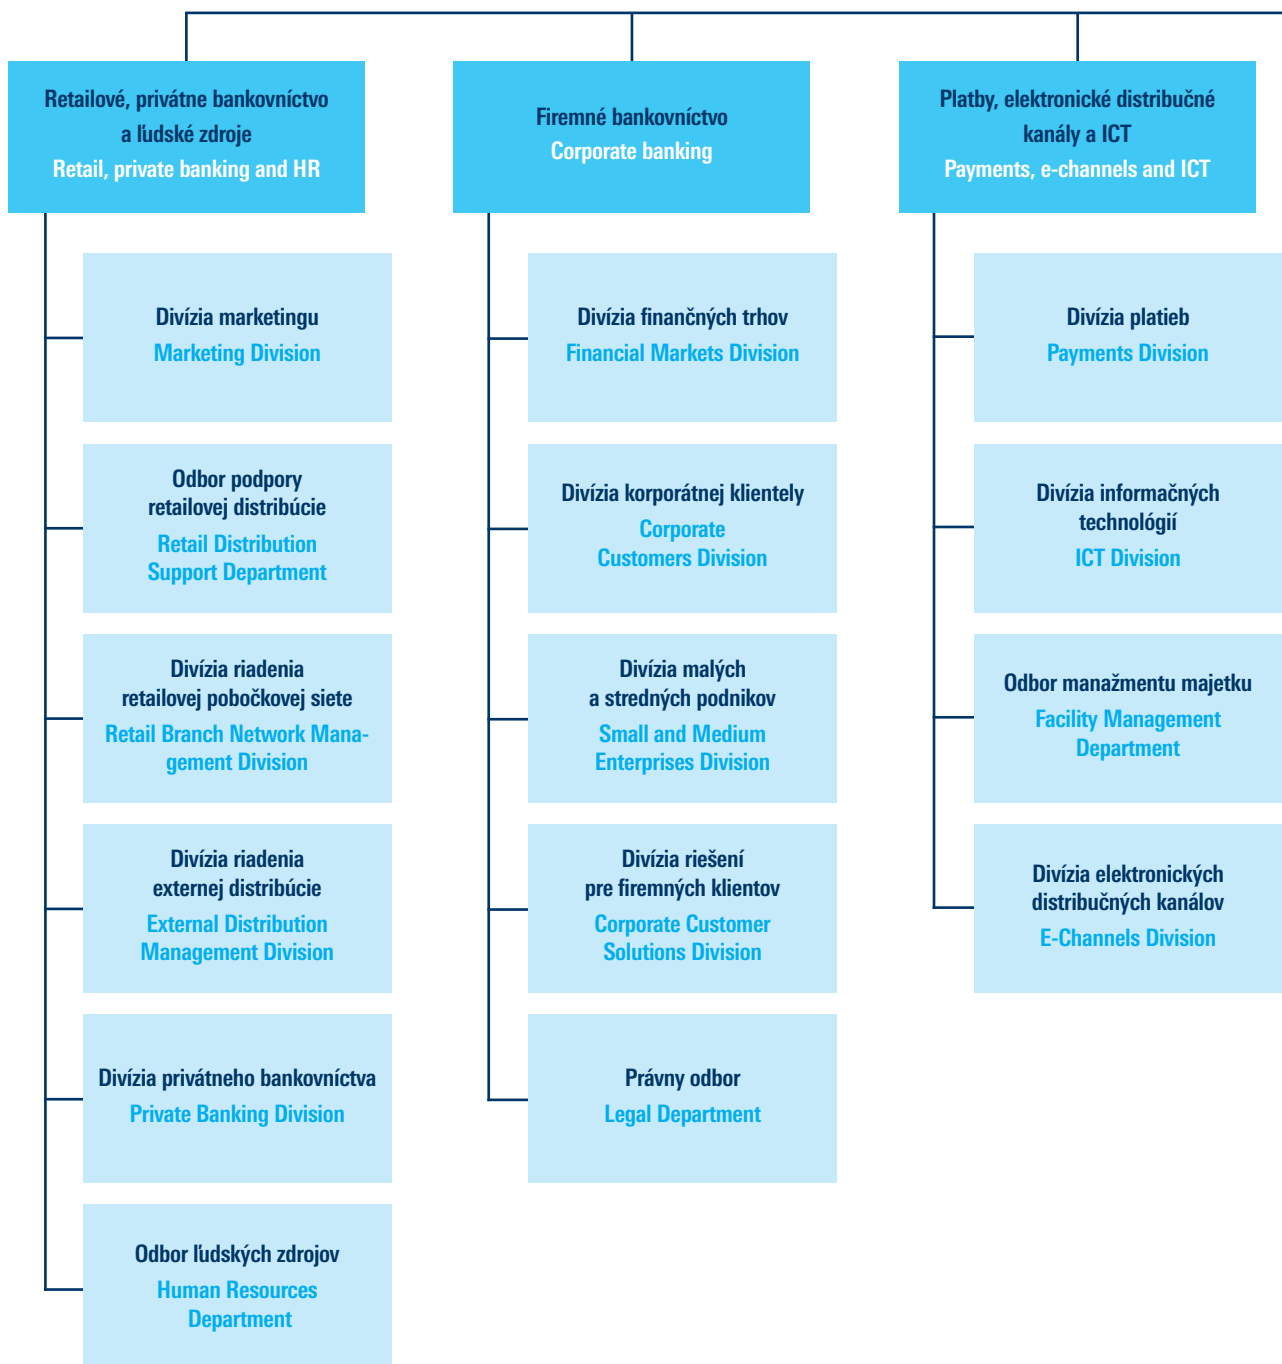 Retailové, privátne bankovníctvo
a ľudské zdroje
Retail, private banking and HR
Divízia marketingu
Marketing Division
Odbor podpory
retailovej distribúcie
Retail Distribution
Support Department
Divízia riadenia
retailovej pobočkovej siete
Retail Branch Network Mana-
gement Division
Divízia riadenia
externej distribúcie
External Distribution
Management Division
Divízia privátneho bankovníctva
Private Banking Division
Odbor ľudských zdrojov
Human Resources
Department
Firemné bankovníctvo
Corporate banking
Divízia finančných trhov
Financial Markets Division
Divízia korporátnej klientely
Corporate
Customers Division
Divízia malých
a stredných podnikov
Small and Medium
Enterprises Division
Divízia riešení
pre firemných klientov
Corporate Customer
Solutions Division
Právny odbor
Legal Department
Platby, elektronické distribučné
kanály a ICT
Payments, e-channels and ICT
Divízia platieb
Payments Division
Divízia informačných
technológií
ICT Division
Odbor manažmentu majetku
Facility Management
Department
Divízia elektronických
distribučných kanálov
E-Channels Division